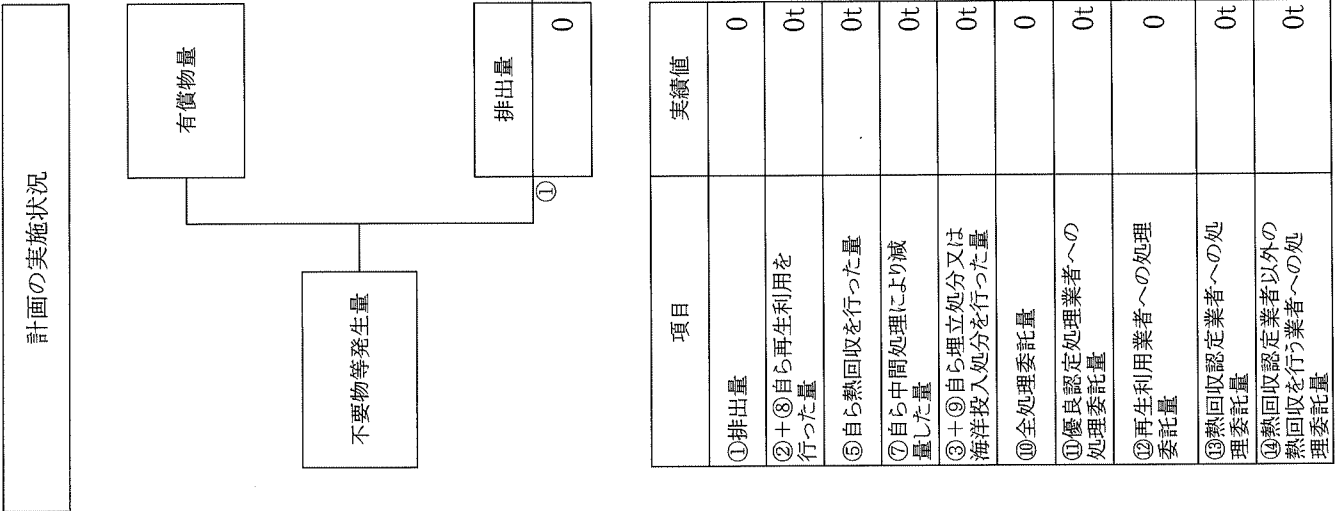 計画の実施状況
有償物量
不要物等発生量
排出量
①
0
項目
実績値
①排出量
0
②+⑧自ら再生利用を
行った量
0t
⑤自ら熱回収を行った量
0t
⑦自ら中間処理により減
量した量
0t
③+⑨自ら埋立処分又は
海洋投入処分を行った量
0t
⑩全処理委託量
0
⑪優良認定処理業者への
処理委託量
0t
⑫再生利用業者への処理
委託量
0
⑬熱回収認定業者への処
理委託量
0t
⑭熱回収認定業者以外の
熱回収を行う業者への処
理委託量
0t